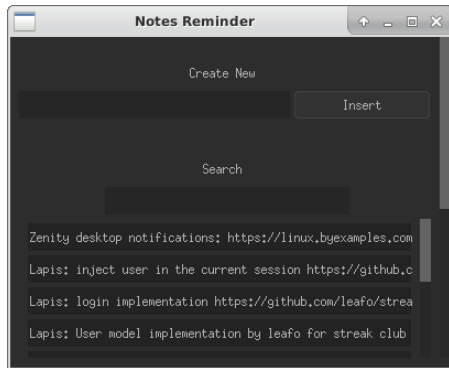 Notes Reminder
Create New
Insert
Search
Zenity desktop notifications: https://linux.byexamples.com
Lapis: inject user in the current session https://github.c
Lapis: login implementation https://github.com/leafo/strea
Lapis: User model implementation by leafo for streak club